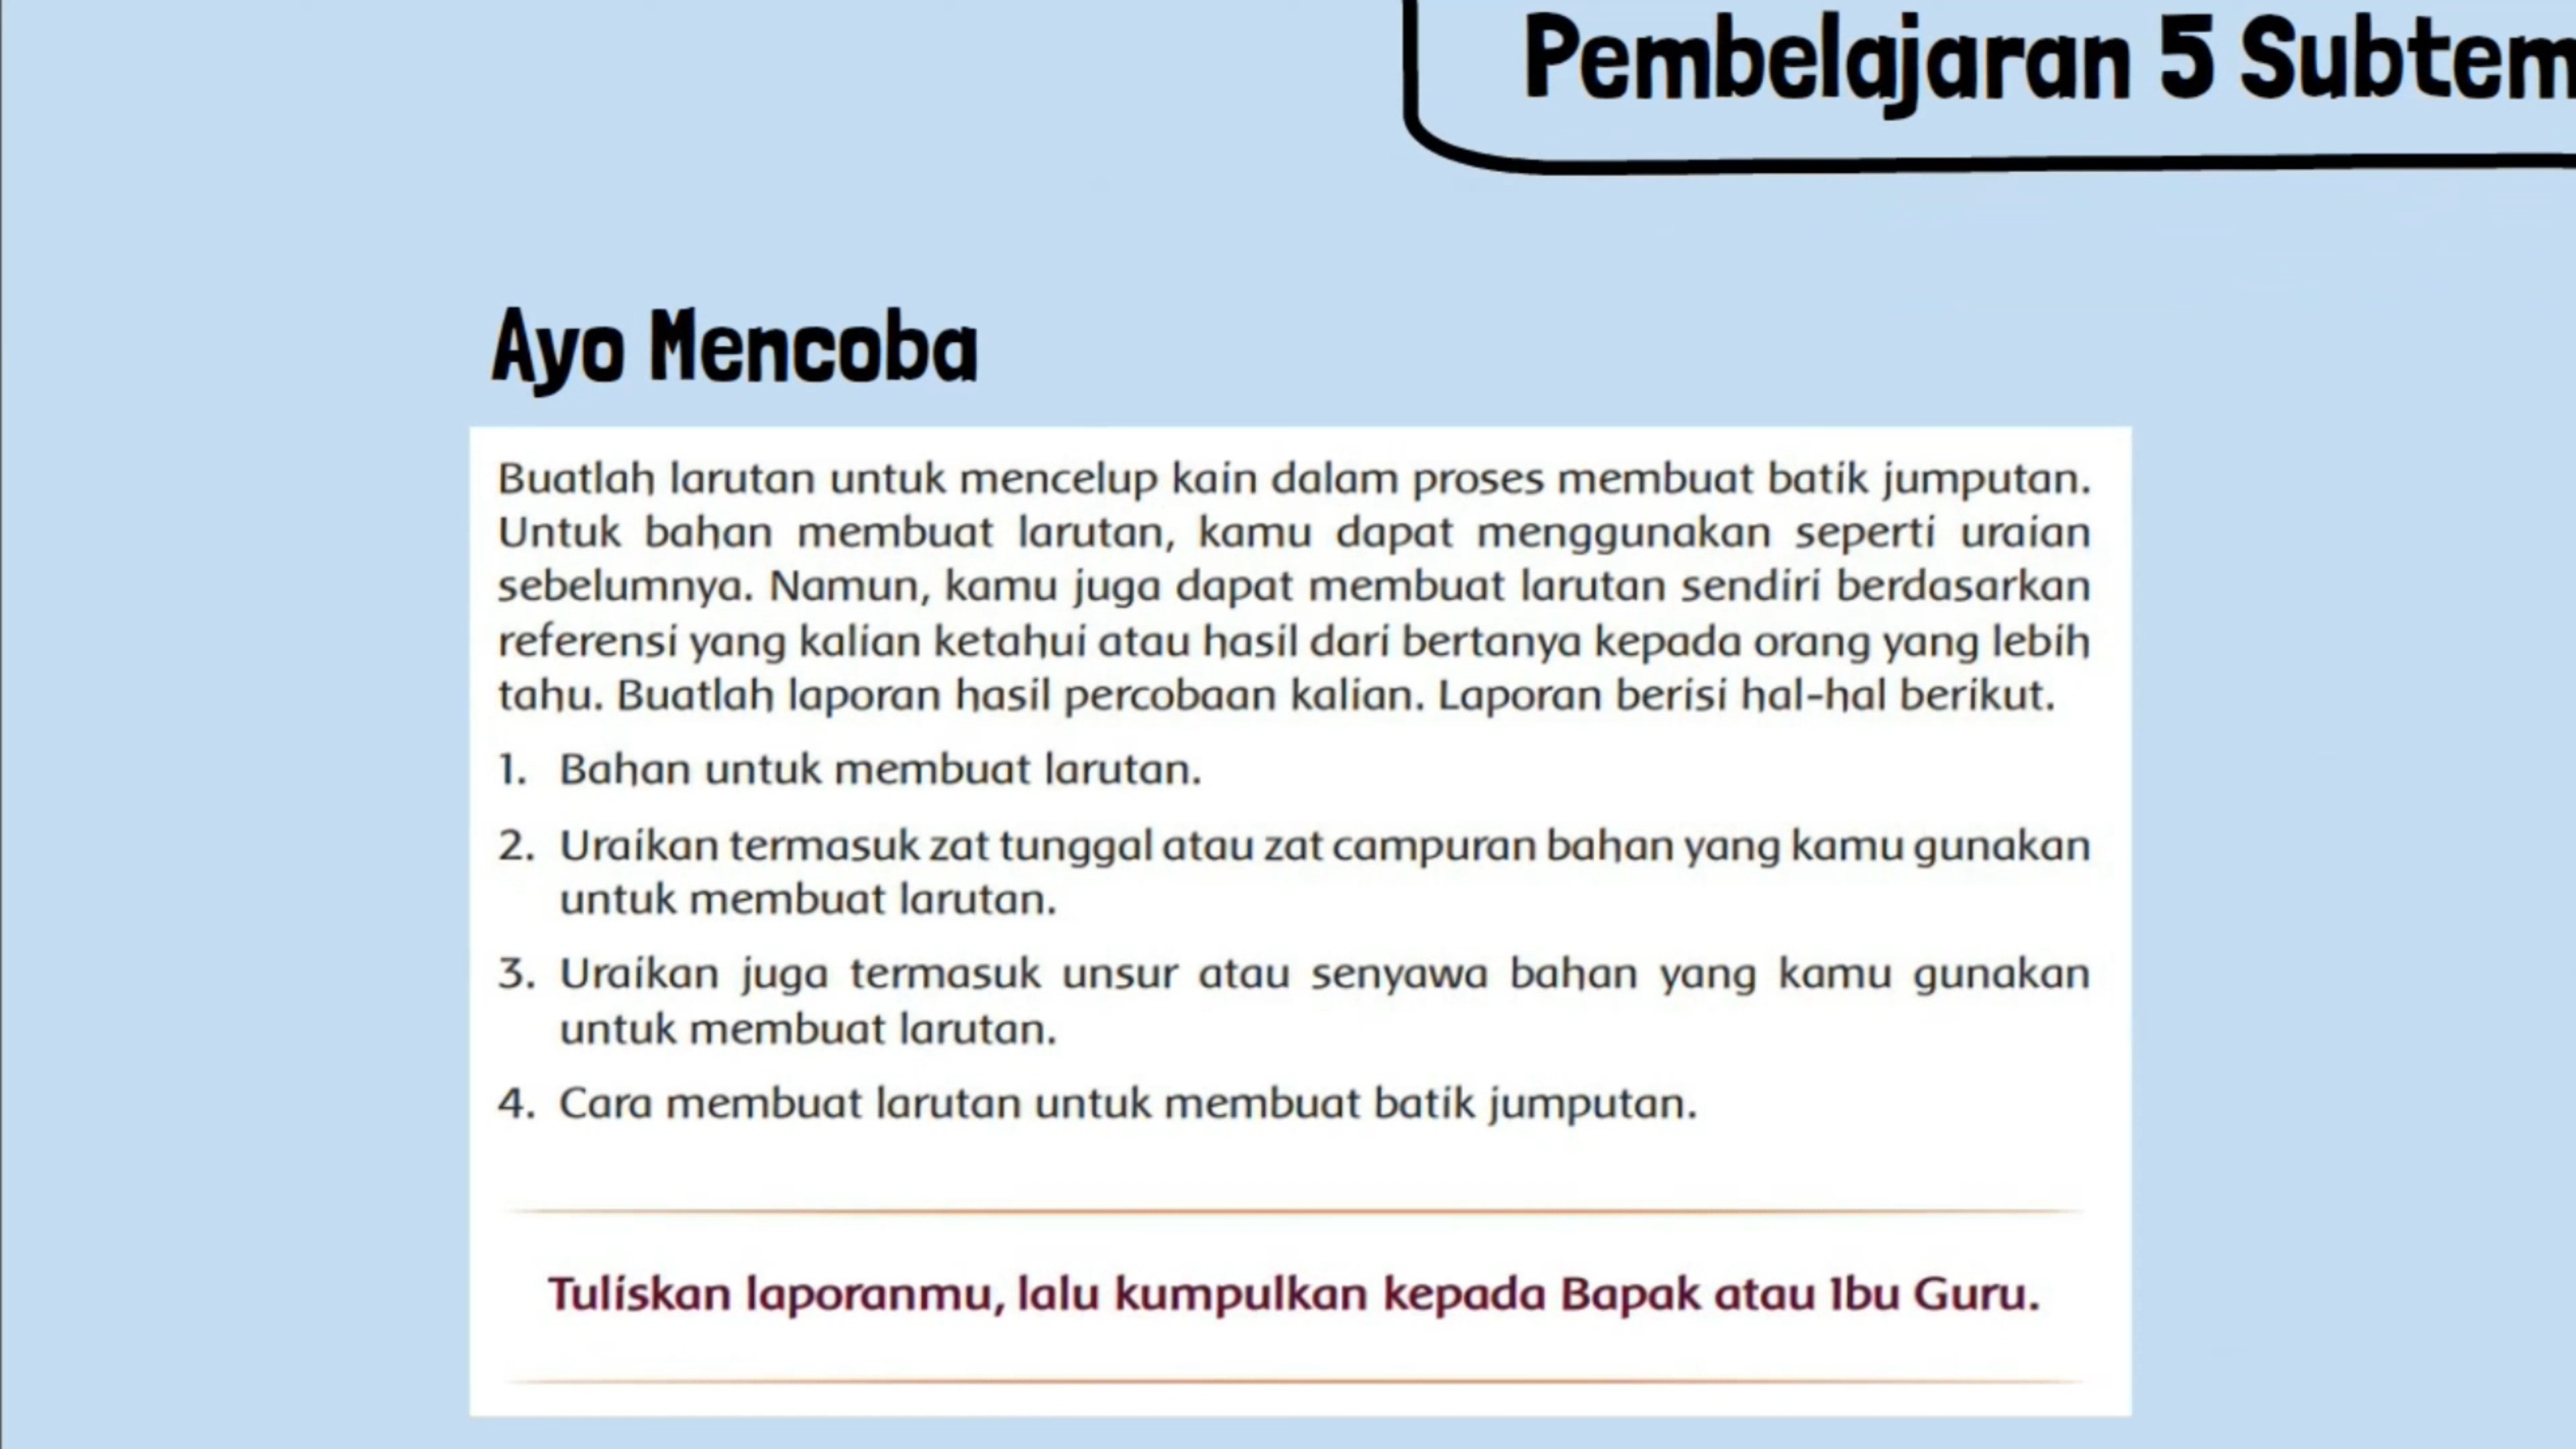 Pembelajaran 5 Subtem
Ayo Mencoba
Buatlah larutan untuk mencelup kain dalam proses membuat batik jumputan.
Untuk bahan membuat larutan, kamu dapat menggunakan seperti uraian
sebelumnya. Namun, kamu juga dapat membuat larutan sendiri berdasarkan
referensi yang kalian ketahui atau hasil dari bertanya kepada orang yang lebih
tahu. Buatlah laporan hasil percobaan kalian. Laporan berisi hal-hal berikut.
1. Bahan untuk membuat larutan.
2. Uraikan termasuk zat tunggal atau zat campuran bahan yang kamu gunakan
untuk membuat larutan.
3. Uraikan juga termasuk unsur atau senyawa bahan yang kamu gunakan
untuk membuat larutan.
4. Cara membuat larutan untuk membuat batik jumputan.
Tuliskan laporanmu, lalu kumpulkan kepada Bapak atau Ibu Guru.